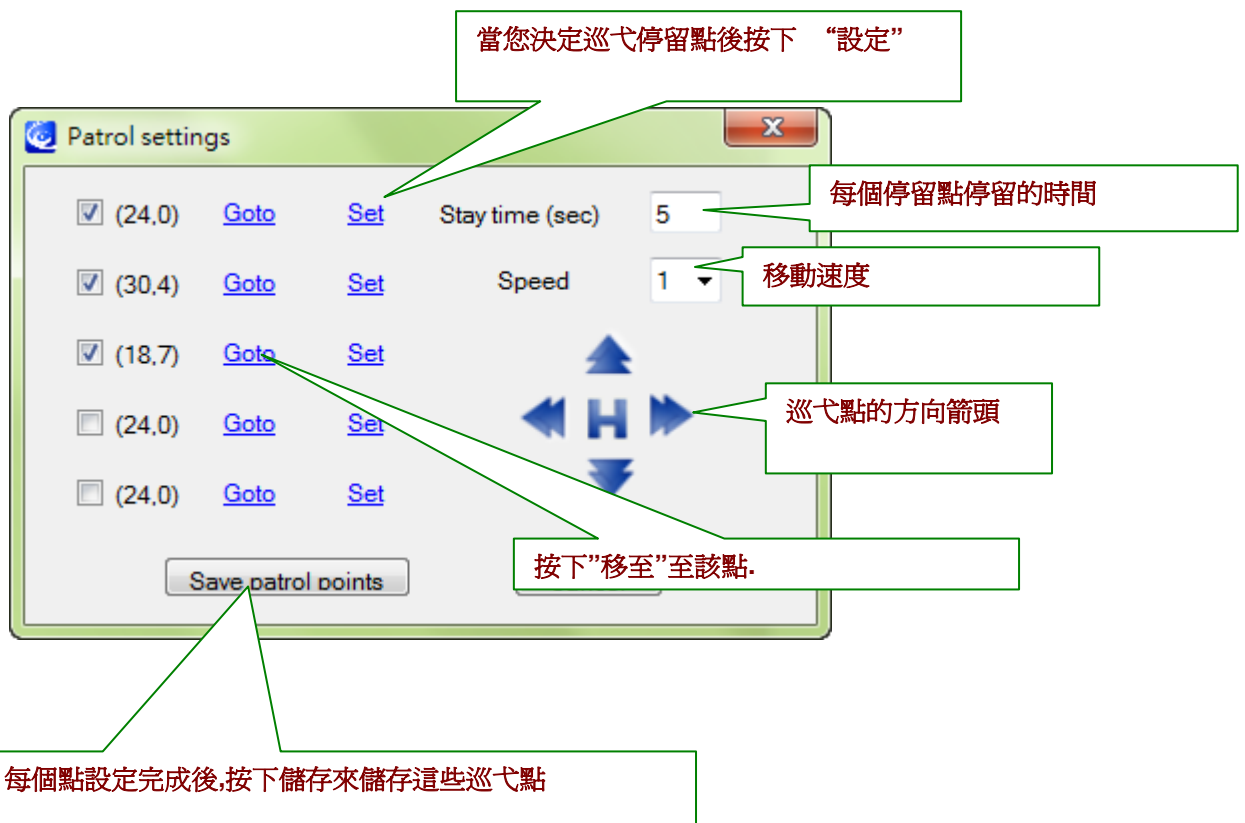 當您決定巡弋停留點後按下 “設定”
Patrol settings
每個停留點停留的時間
(24,0) Goto Set Stay time (sec) 5
移動速度
(30,4) Goto Set Speed 1
(18,7) Goto Set
巡弋點的方向箭頭
H
(24,0) Goto Set
(24,0) Goto Set
按下”移至”至該點.
Save patrol points
每個點設定完成後,按下儲存來儲存這些巡弋點